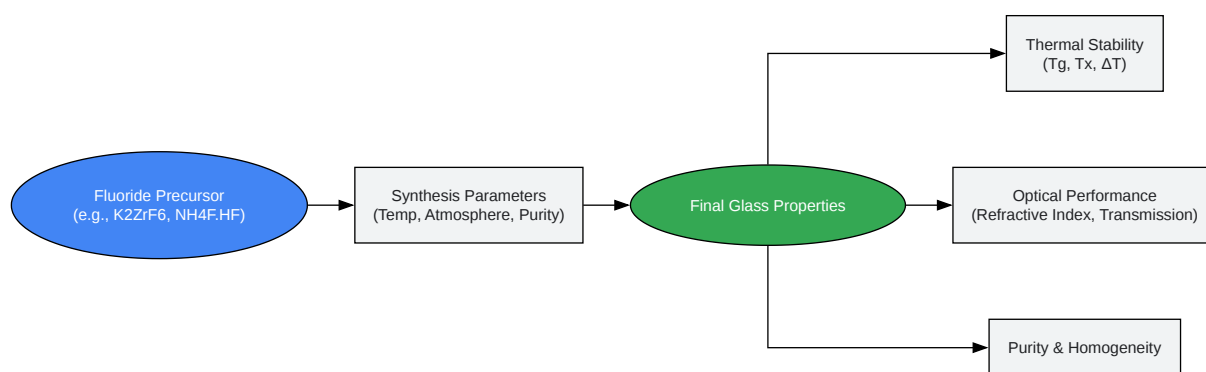 Thermal Stability
(Tg, Tx, ΔT)
Fluoride Precursor
(e.g., K2ZrF6, NH4F.HF)
Synthesis Parameters
(Temp, Atmosphere, Purity)
Final Glass Properties
Optical Performance
(Refractive Index, Transmission)
Purity & Homogeneity